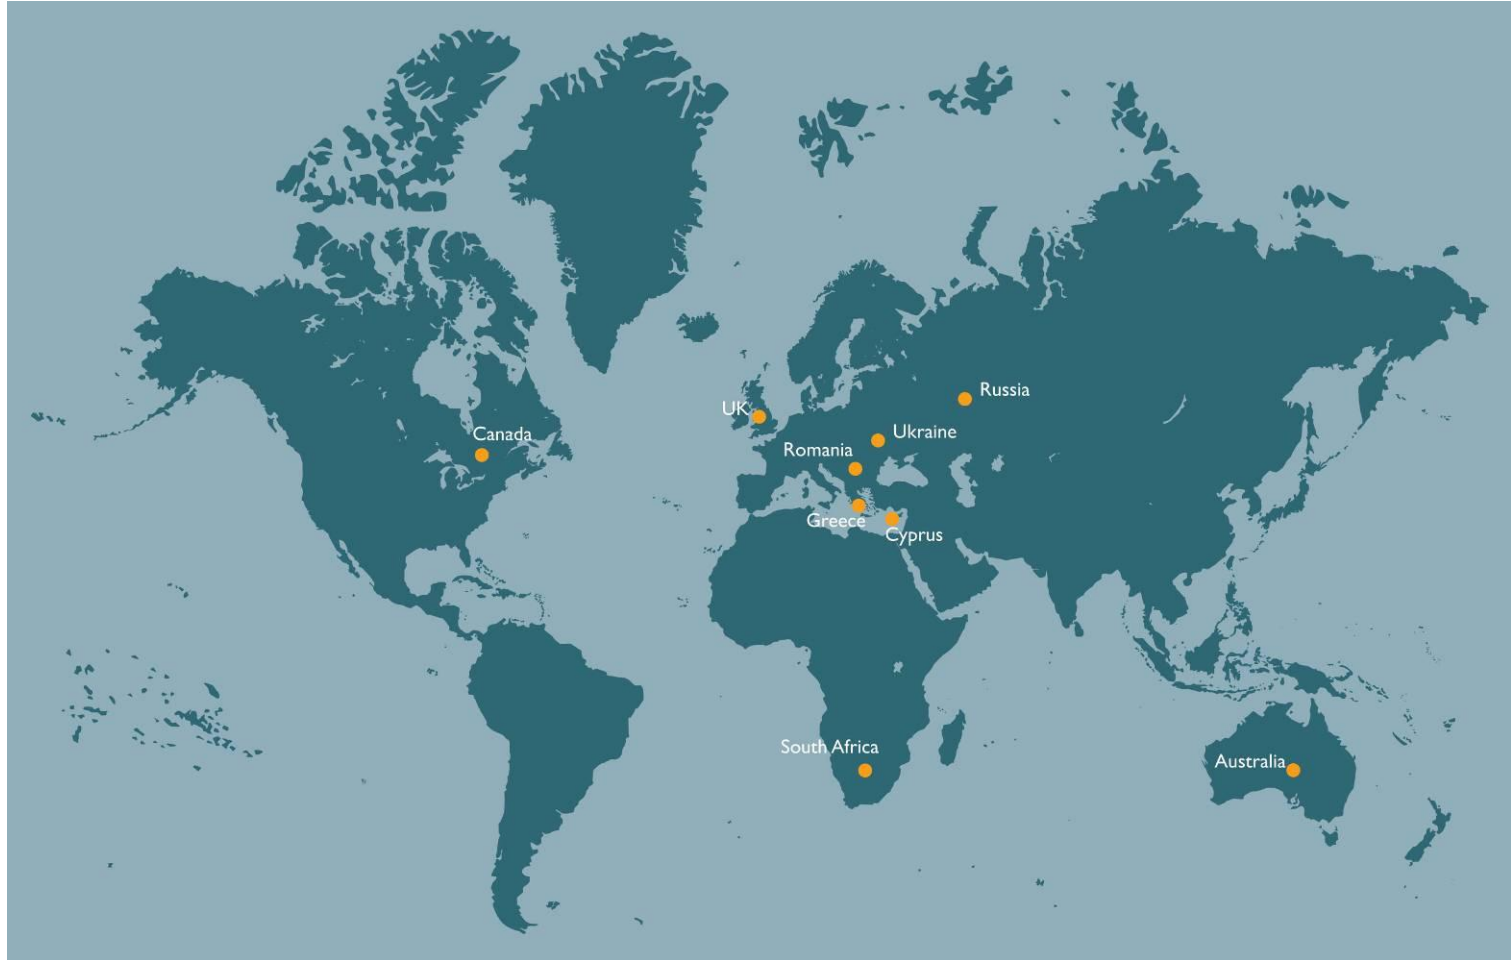 Russia
UK
Ukraine
Canada
Romania
Greece
Cyprus
South Africa
Australia